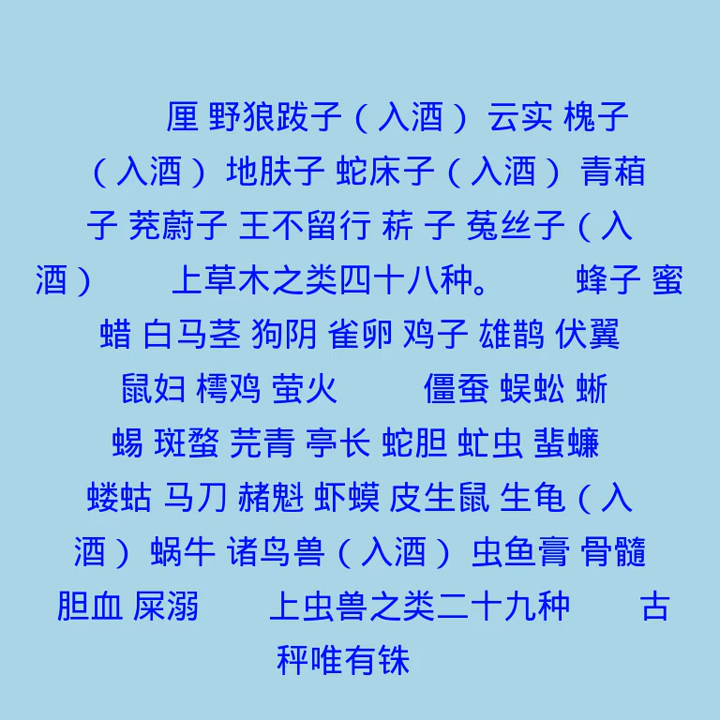 厘 野狼跋子（入酒） 云实 槐子
（入酒） 地肤子 蛇床子（入酒） 青葙
子 茺蔚子 王不留行 菥 子 菟丝子（入
酒） 上草木之类四十八种。 蜂子 蜜
蜡 白马茎 狗阴 雀卵 鸡子 雄鹊 伏翼
鼠妇 樗鸡 萤火 僵蚕 蜈蚣 蜥
蜴 斑蝥 芫青 亭长 蛇胆 虻虫 蜚蠊
蝼蛄 马刀 赭魁 虾蟆 皮生鼠 生龟（入
酒） 蜗牛 诸鸟兽（入酒） 虫鱼膏 骨髓
胆血 屎溺 上虫兽之类二十九种 古
秤唯有铢